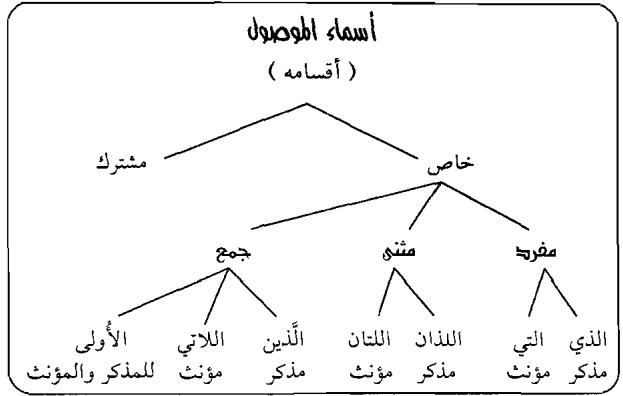 أسماء الموصول
( أقسامه )
خاص مشترك
مفرد مثنى جمع
الذي التي اللذان اللتان الَّذين اللاتي الأُولى
مذكر مؤنث مذكر مؤنث مذكر مؤنث للمذكر والمؤنث